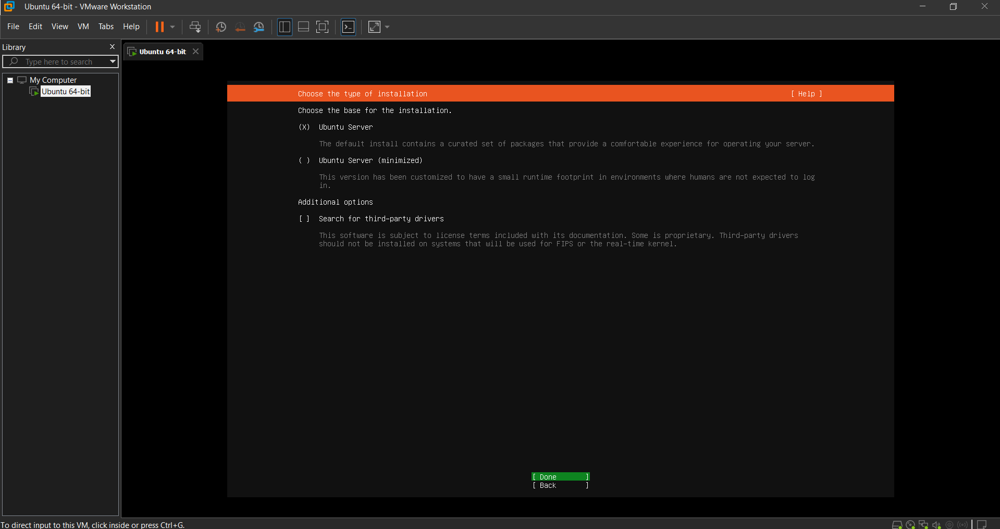 Ubuntu 64-bit - VMware Workstation
File Edit View VM Tabs Help
Library
Type here to search
My Computer
Ubuntu 64-bit
Ubuntu 64-bit
Choose the type of installation [ Help ]
Choose the base for the installation.
(X) Ubuntu Server
The default install contains a curated set of packages that provide a comfortable experience for operating your server.
( ) Ubuntu Server (minimized)
This version has been customized to have a small runtime footprint in environments where humans are not expected to log
in.
Additional options
[ ] Search for third-party drivers
This software is subject to license terms included with its documentation. Some is proprietary. Third-party drivers
should not be installed on systems that will be used for FIPS or the real-time kernel.
[ Done ]
[ Back ]
To direct input to this VM, click inside or press Ctrl+G.